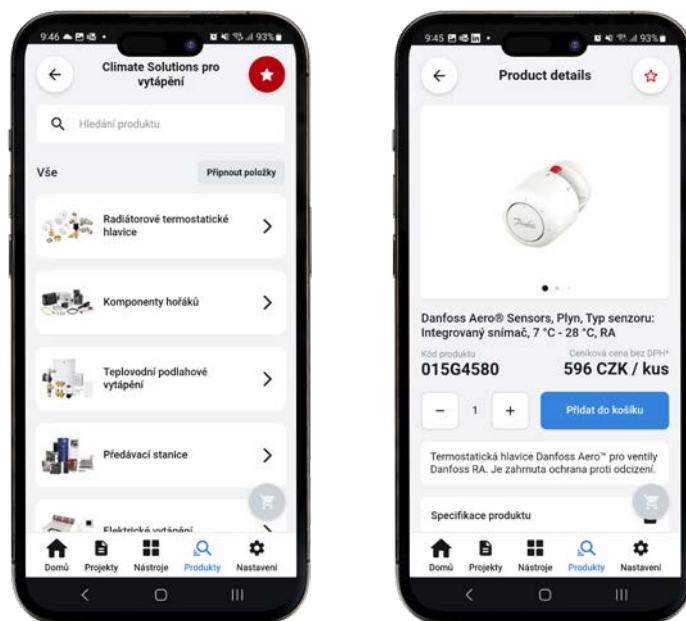 9:46
93%
Climate Solutions pro
vytápění
Hledání produktu
Vše
Připnout položky
Radiátorové termostatické
hlavice
Komponenty hořáků
Teplovodní podlahové
vytápění
Předávací stanice
Elektrické vytápění
Domů
Projekty
Nástroje
Produkty
Nastavení
9:45
93%
Product details
Danfoss
Danfoss Aero® Sensors, Plyn, Typ senzoru:
Integrovaný snímač, 7 °C - 28 °C, RA
Kód produktu
Ceníková cena bez DPH*
015G4580
596 CZK / kus
1
Přidat do košíku
Termostatická hlavice Danfoss Aero™ pro ventily
Danfoss RA. Je zahrnuta ochrana proti odcizení.
Specifikace produktu
Domů
Projekty
Nástroje
Produkty
Nastavení